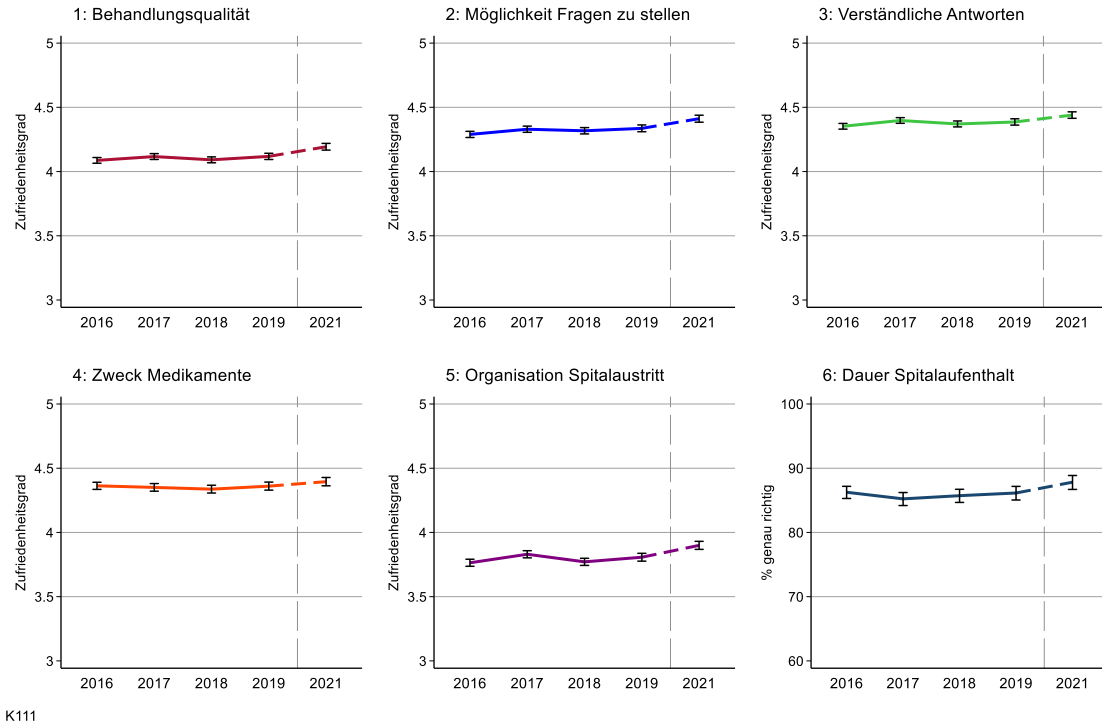 1: Behandlungsqualität
Zufriedenheitsgrad
5
4.5
4
3.5
3
2016 2017 2018 2019 2021
2: Möglichkeit Fragen zu stellen
Zufriedenheitsgrad
5
4.5
4
3.5
3
2016 2017 2018 2019 2021
3: Verständliche Antworten
Zufriedenheitsgrad
5
4.5
4
3.5
3
2016 2017 2018 2019 2021
4: Zweck Medikamente
Zufriedenheitsgrad
5
4.5
4
3.5
3
2016 2017 2018 2019 2021
5: Organisation Spitalaustritt
Zufriedenheitsgrad
5
4.5
4
3.5
3
2016 2017 2018 2019 2021
6: Dauer Spitalaufenthalt
% genau richtig
100
90
80
70
60
2016 2017 2018 2019 2021
K111